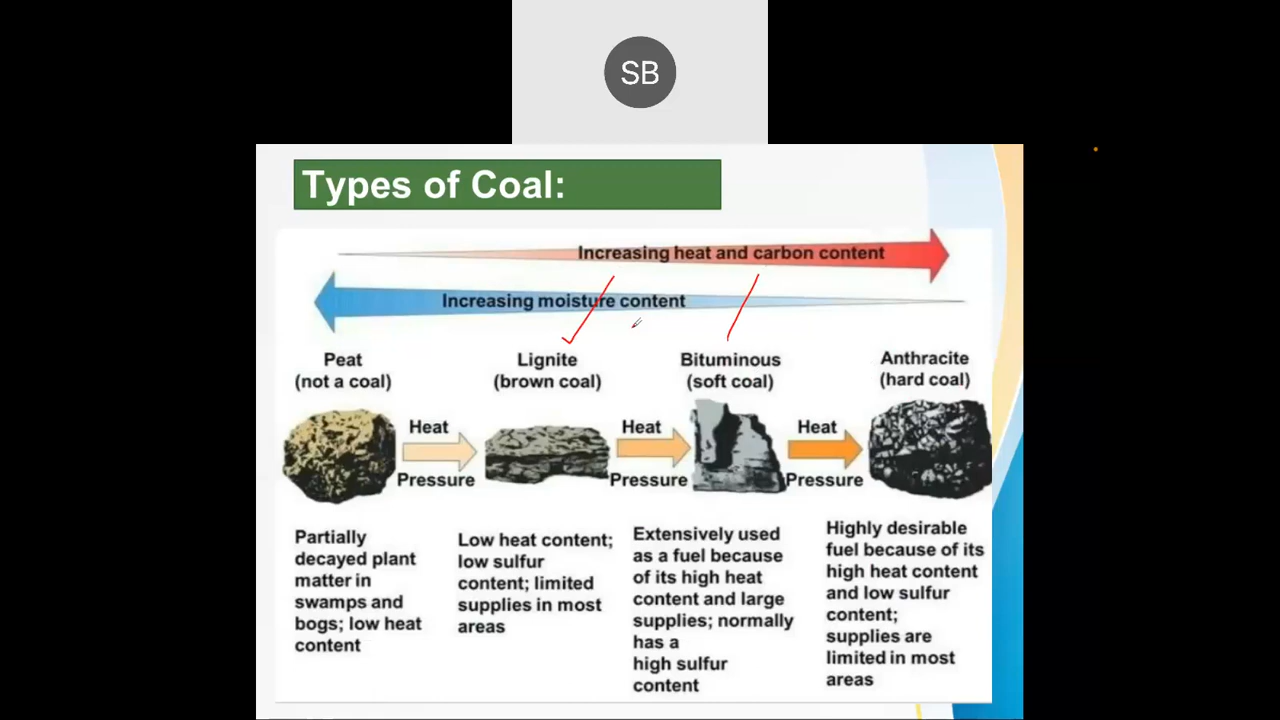 SB
Types of Coal:
Increasing heat and carbon content
Increasing moisture content
Peat
(not a coal)
Lignite
(brown coal)
Bituminous
(soft coal)
Anthracite
(hard coal)
Heat
Pressure
Heat
Pressure
Heat
Pressure
Partially
decayed plant
matter in
swamps and
bogs; low heat
content
Low heat content;
low sulfur
content; limited
supplies in most
areas
Extensively used
as a fuel because
of its high heat
content and large
supplies; normally
has a
high sulfur
content
Highly desirable
fuel because of its
high heat content
and low sulfur
content;
supplies are
limited in most
areas